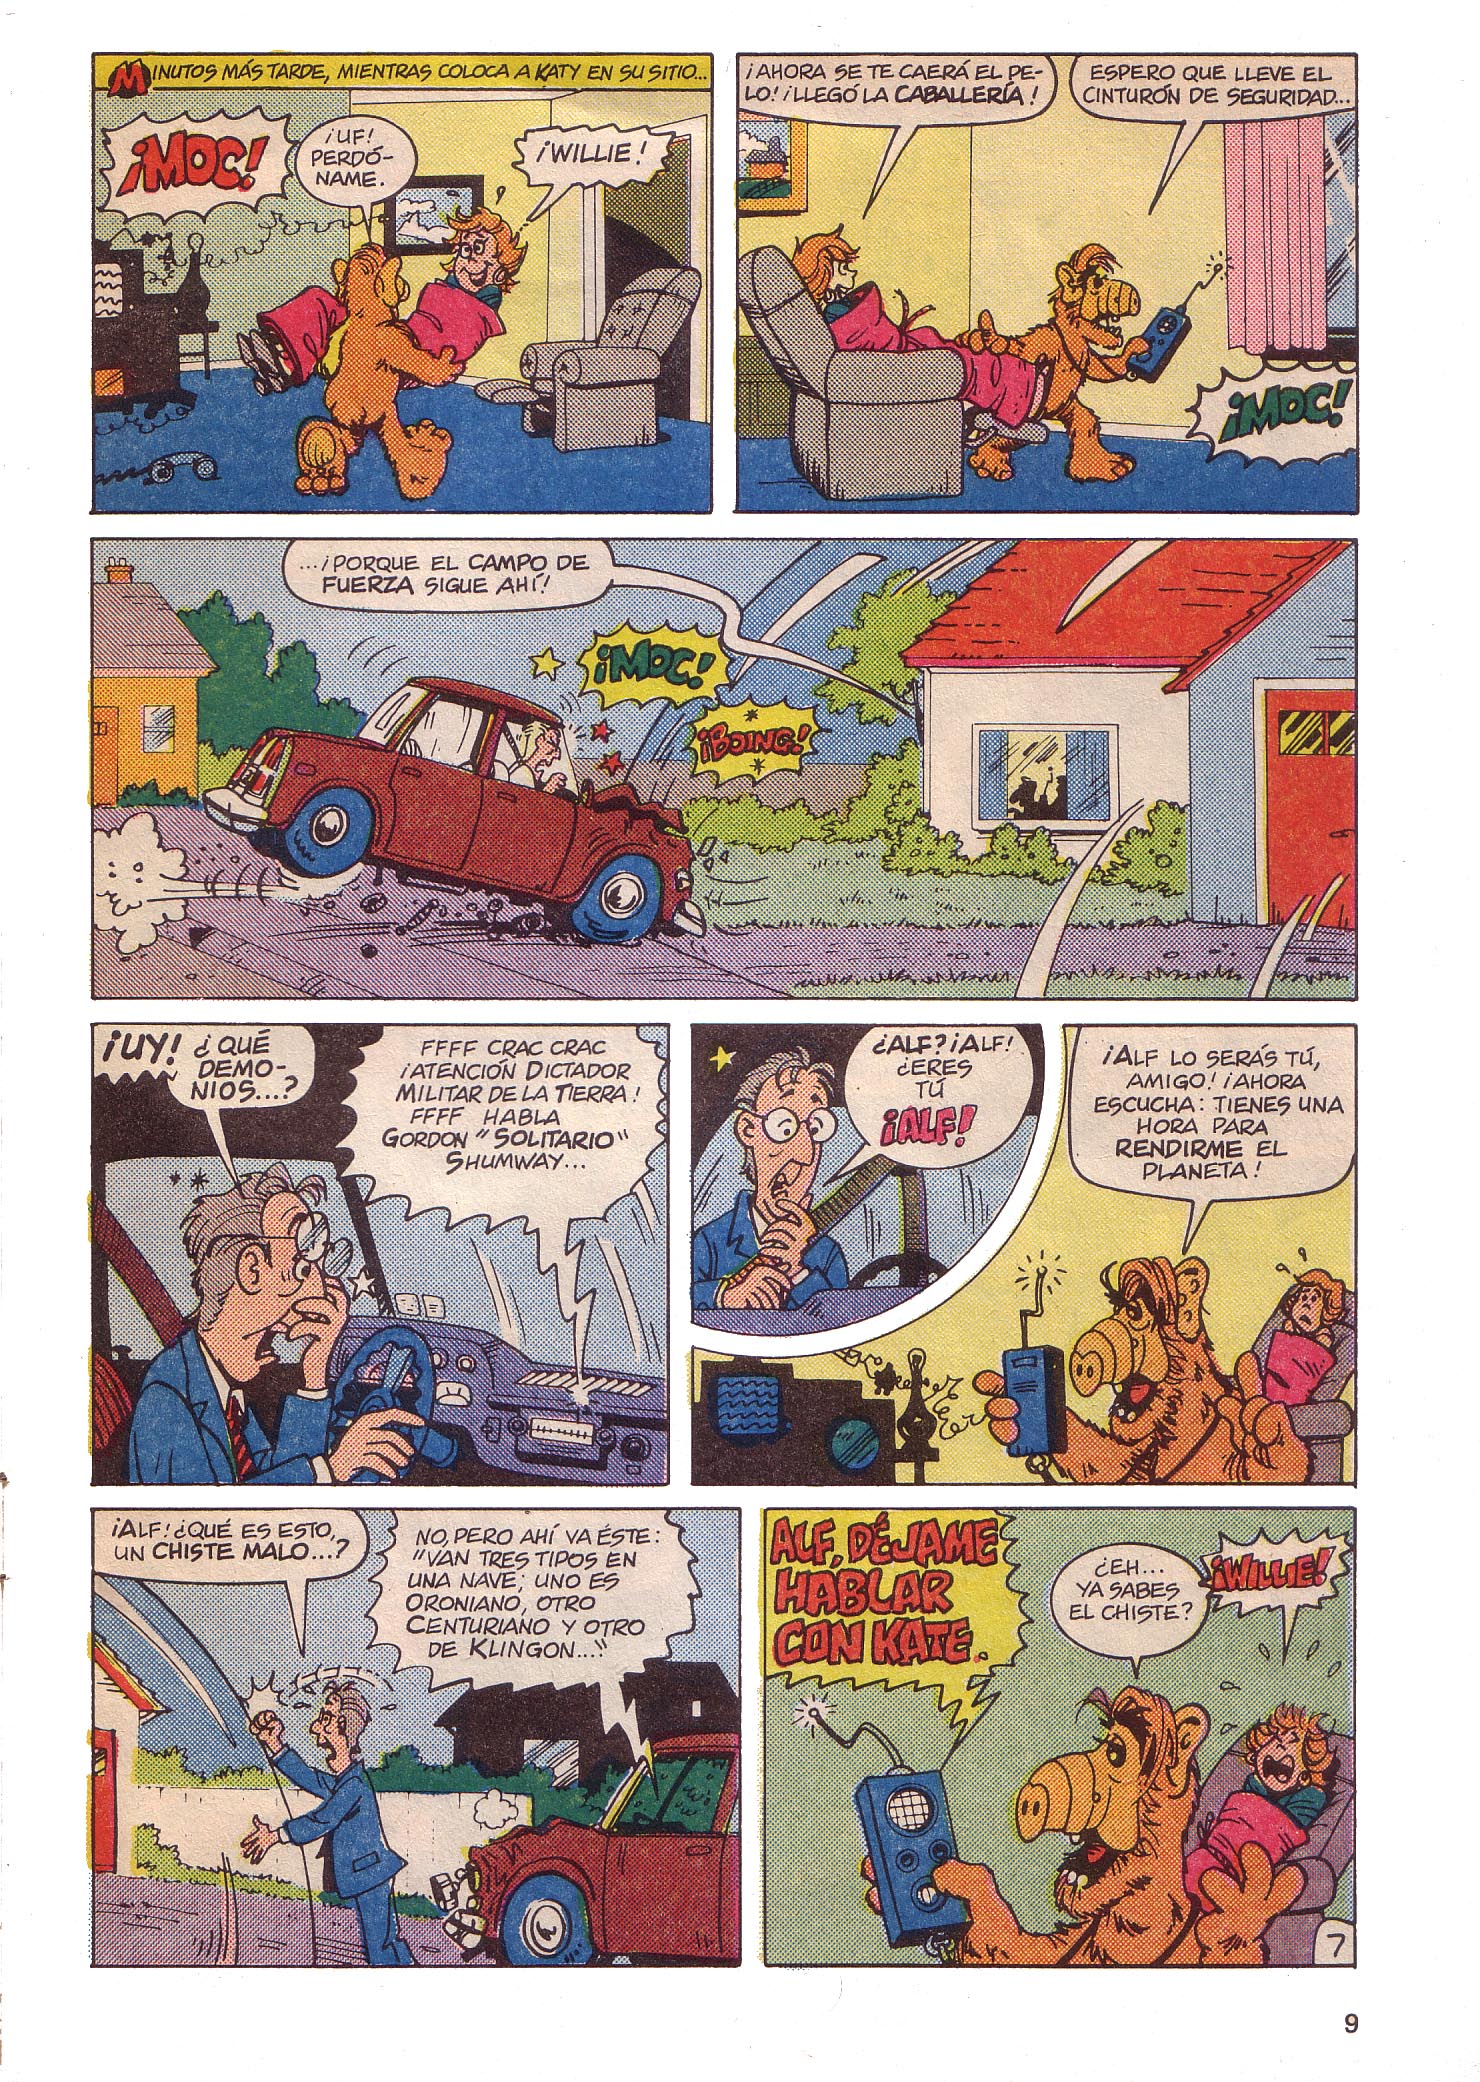 MINUTOS MÁS TARDE, MIENTRAS COLOCA A KATY EN SU SITIO...
¡MOC!
¡UF!
PERDÓ-
NAME.
¡WILLIE!
¡AHORA SE TE CAERÁ EL PE-
LO! ¡LLEGÓ LA CABALLERÍA!
ESPERO QUE LLEVE EL
CINTURÓN DE SEGURIDAD...
¡MOC!
...¡PORQUE EL CAMPO DE
FUERZA SIGUE AHÍ!
¡MOC!
¡BOING!
¡UY! ¿QUÉ
DEMO-
NIOS...?
FFFF CRAC CRAC
¡ATENCIÓN DICTADOR
MILITAR DE LA TIERRA!
FFFF HABLA
GORDON "SOLITARIO"
SHUMWAY...
¿ALF? ¡ALF!
¿ERES
TÚ
¡ALF!
¡ALF LO SERÁS TÚ,
AMIGO! ¡AHORA
ESCUCHA: TIENES UNA
HORA PARA
RENDIRME EL
PLANETA!
¡ALF! ¿QUÉ ES ESTO,
UN CHISTE MALO...?
NO, PERO AHÍ VA ÉSTE:
"VAN TRES TIPOS EN
UNA NAVE; UNO ES
ORONIANO, OTRO
CENTURIANO Y OTRO
DE KLINGON...!"
ALF, DÉJAME
HABLAR
CON KATE.
¿EH...
YA SABES
EL CHISTE?
¡WILLIE!
7
9